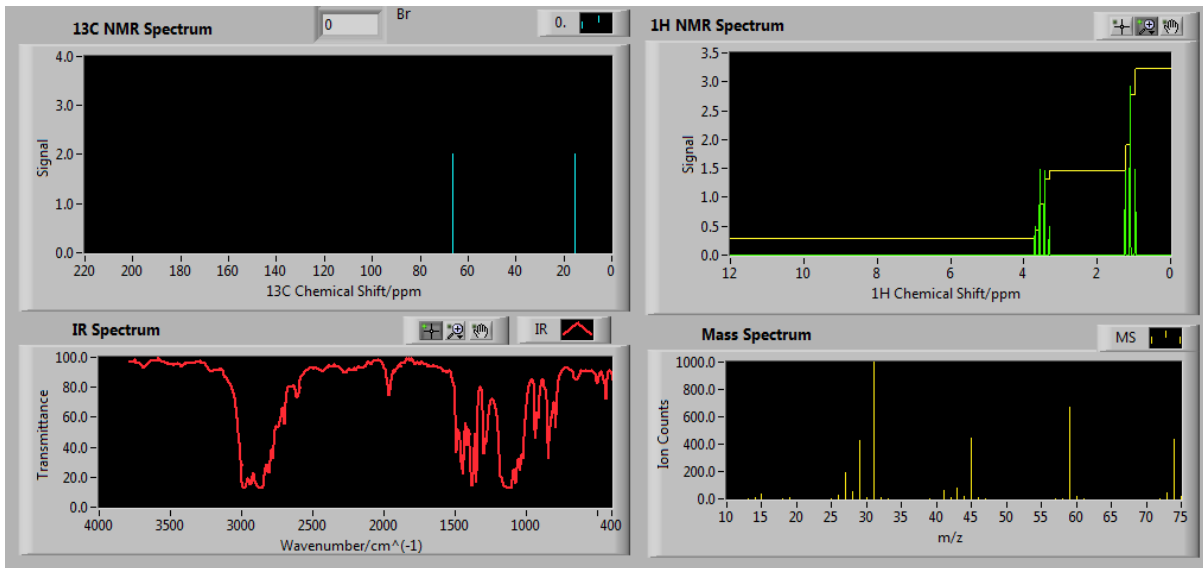 13C NMR Spectrum
0
Br
0.
4.0
3.0
2.0
1.0
0.0
Signal
220 200 180 160 140 120 100 80 60 40 20 0
13C Chemical Shift/ppm
1H NMR Spectrum
3.5
3.0
2.5
2.0
1.5
1.0
0.5
0.0
Signal
12 10 8 6 4 2 0
1H Chemical Shift/ppm
IR Spectrum
IR
100.0
80.0
60.0
40.0
20.0
0.0
Transmittance
4000 3500 3000 2500 2000 1500 1000 400
Wavenumber/cm^(-1)
Mass Spectrum
MS
1000.0
800.0
600.0
400.0
200.0
0.0
Ion Counts
10 15 20 25 30 35 40 45 50 55 60 65 70 75
m/z